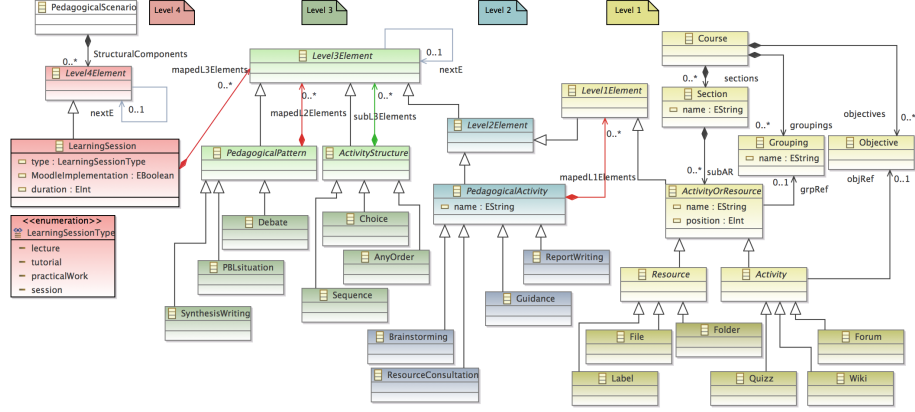 PedagogicalScenario
Level 4
Level 3
Level 2
Level 1
StructuralComponents
0..*
Level4Element
0..1
nextE
LearningSession
type : LearningSessionType
MoodleImplementation : EBoolean
duration : EInt
<<enumeration>>
LearningSessionType
lecture
tutorial
practicalWork
session
mapedL3Elements
0..*
Level3Element
0..1
nextE
0..*
mapedL2Elements
0..*
subL3Elements
PedagogicalPattern
ActivityStructure
Debate
Choice
PBLsituation
AnyOrder
SynthesisWriting
Sequence
Level2Element
Level1Element
0..*
mapedL1Elements
PedagogicalActivity
name : EString
ReportWriting
Guidance
Brainstorming
ResourceConsultation
Course
0..*
sections
Section
name : EString
0..*
groupings
0..*
objectives
Grouping
name : EString
Objective
0..*
subAR
0..1
grpRef
objRef
0..1
ActivityOrResource
name : EString
position : EInt
Resource
Activity
File
Folder
Forum
Label
Quizz
Wiki